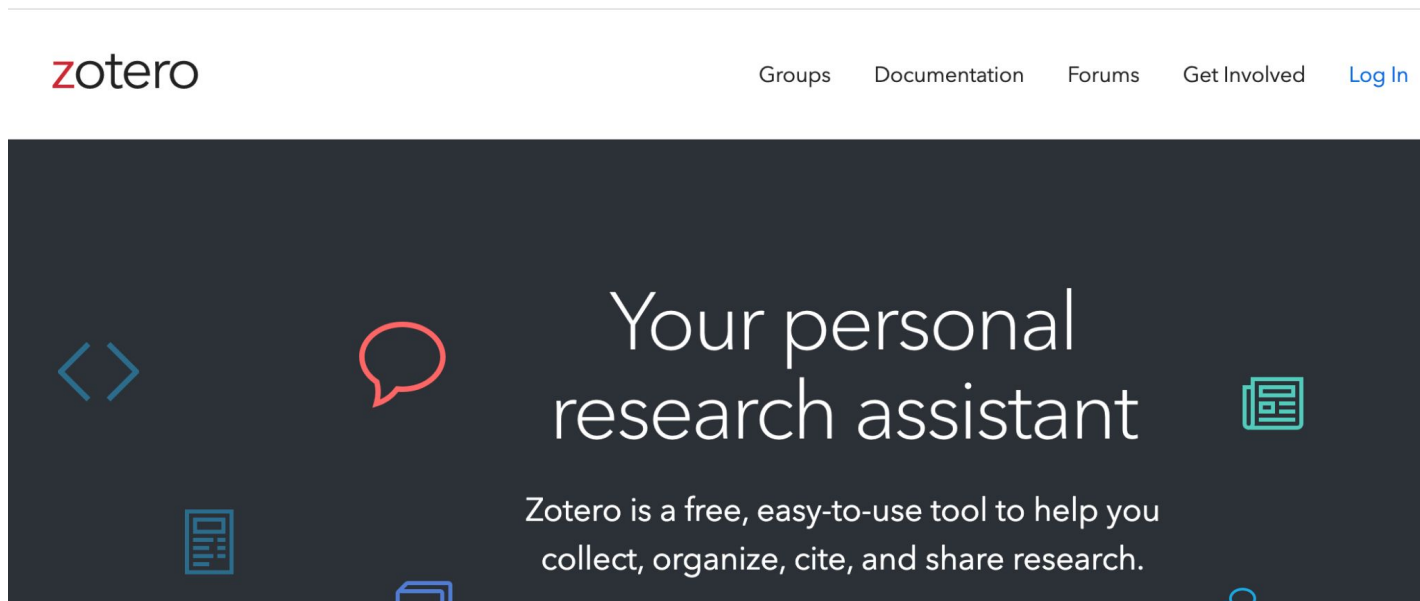 zotero
Groups Documentation Forums Get Involved Log In
Your personal
research assistant
Zotero is a free, easy-to-use tool to help you
collect, organize, cite, and share research.